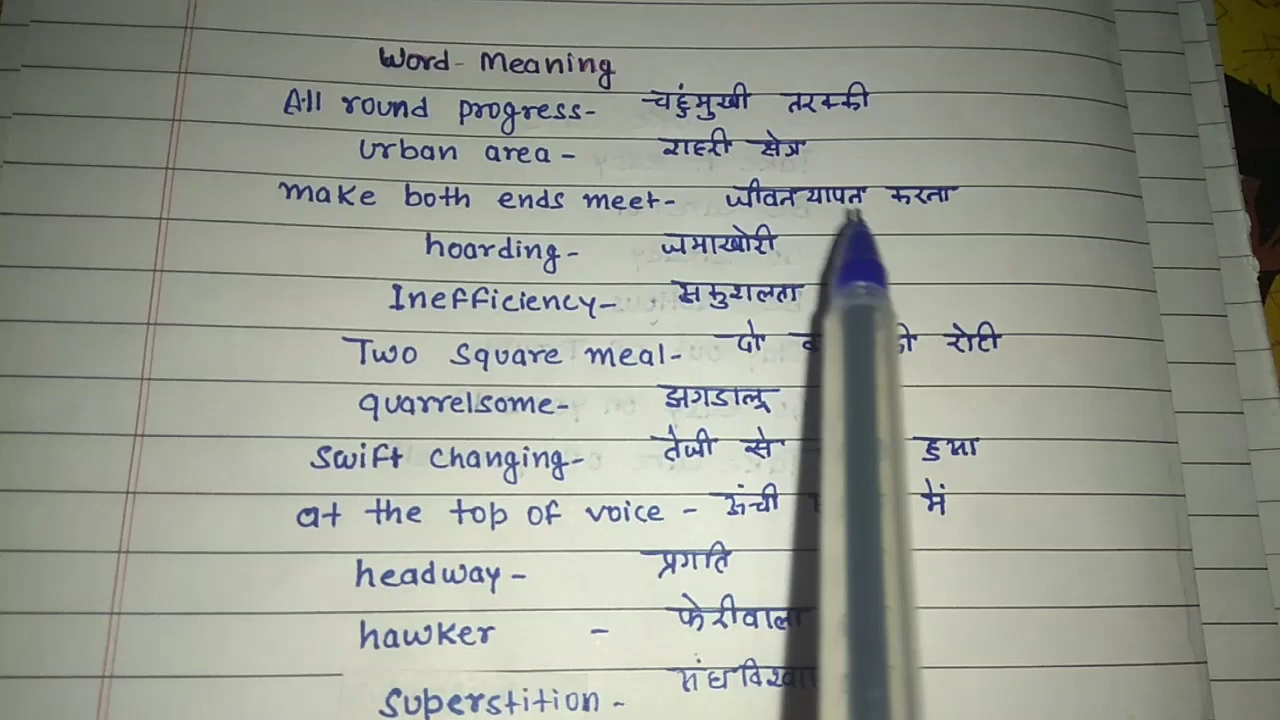 Word - Meaning
All round progress - चहुंमुखी तरक्की
Urban area - शहरी क्षेत्र
make both ends meet - जीवनयापन करना
hoarding - जमाखोरी
Inefficiency - अकुशलता
Two square meal - दो की रोटी
quarrelsome - झगडालू
swift changing - तेजी से हुआ
at the top of voice - ऊंची में
headway - प्रगति
hawker - फेरीवाला
superstition -